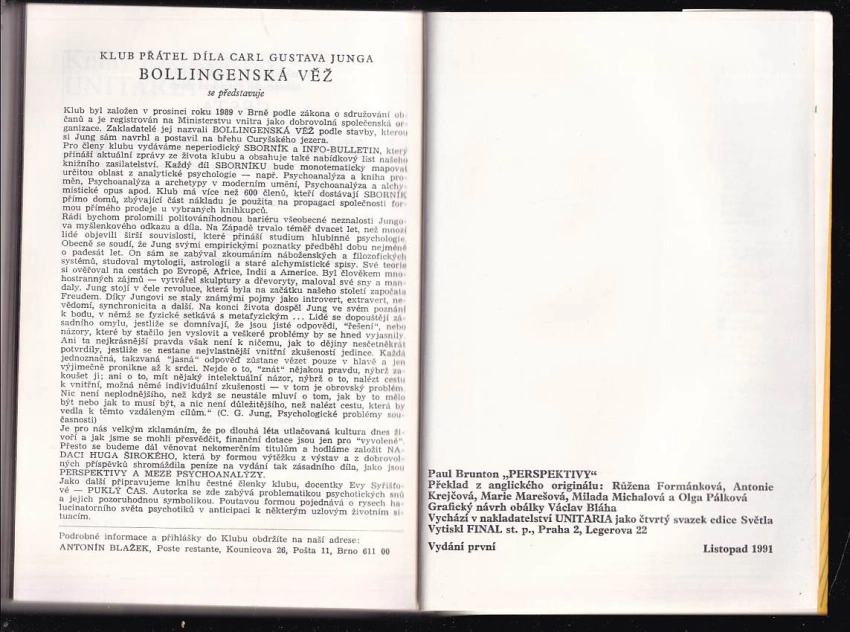 KLUB PŘÁTEL DÍLA CARL GUSTAVA JUNGA
BOLLINGENSKÁ VĚŽ
se představuje
Klub byl založen v prosinci roku 1989 v Brně podle zákona o sdružování ob-
čanů a je registrován na Ministerstvu vnitra jako dobrovolná společenská or-
ganizace. Zakladatelé jej nazvali BOLLINGENSKÁ VĚŽ podle stavby, kterou
si Jung sám navrhl a postavil na břehu Curyšského jezera.
Pro členy klubu vydáváme neperiodický SBORNÍK a INFO-BULLETIN, který
přináší aktuální zprávy ze života klubu a obsahuje také nabídkový list našeho
knižního zasilatelství. Každý díl SBORNÍKU bude monotematicky mapoval
určitou oblast z analytické psychologie — např. Psychoanalýza a kniha pro-
měn, Psychoanalýza a archetypy v moderním umění, Psychoanalýza a alchy-
mistické opus apod. Klub má více než 600 členů, kteří dostávají SBORNÍK
přímo domů, zbývající část nákladu je použita na propagaci společnosti for-
mou přímého prodeje u vybraných knihkupců.
Rádi bychom prolomili politováníhodnou bariéru všeobecné neznalosti Jungo-
va myšlenkového odkazu a díla. Na Západě trvalo téměř dvacet let, než mnozí
lidé objevili širší souvislosti, které přináší studium hlubinné psychologie.
Obecně se soudí, že Jung svými empirickými poznatky předběhl dobu nejméně
o padesát let. On sám se zabýval zkoumáním náboženských a filozofických
systémů, studoval mytologii, astrologii a staré alchymistické spisy. Své teorie
si ověřoval na cestách po Evropě, Africe, Indii a Americe. Byl člověkem mno-
hostranných zájmů — vytvářel skulptury a dřevoryty, maloval své sny a man-
daly. Jung stojí v čele revoluce, která byla na začátku našeho století započata
Freudem. Díky Jungovi se staly známými pojmy jako introvert, extravert, ne-
vědomí, synchronicita a další. Na konci života dospěl Jung ve svém poznání
k bodu, v němž se fyzické setkává s metafyzickým ... Lidé se dopouštějí zá-
sadního omylu, jestliže se domnívají, že jsou jisté odpovědi, "řešení", nebo
názory, které by stačilo jen vyslovit a veškeré problémy by se hned vyjasnily.
Ani ta nejkrásnější pravda však není k ničemu, jak to dějiny nesčetněkrát
potvrdily, jestliže se nestane nejvlastnější vnitřní zkušeností jedince. Každá
jednoznačná, takzvaná "jasná" odpověď zůstane vězet pouze v hlavě a jen
výjimečně pronikne až k srdci. Nejde o to, "znát" nějakou pravdu, nýbrž za-
koušet ji; ani o to, mít nějaký intelektuální názor, nýbrž o to, nalézt cestu
k vnitřní, možná němé individuální zkušenosti — v tom je obrovský problém.
Nic není neplodnějšího, než když se neustále mluví o tom, jak by to mělo
být nebo jak to musí být, a nic není důležitějšího, než nalézt cestu, která by
vedla k těmto vzdáleným cílům." (C. G. Jung, Psychologické problémy sou-
časnosti)
Je pro nás velkým zklamáním, že po dlouhá léta utlačovaná kultura dnes ži-
voří a jak jsme se mohli přesvědčit, finanční dotace jsou jen pro "vyvolené".
Přesto se budeme dál věnovat nekomerčním titulům a hodláme založit NA-
DACI HUGA ŠIROKÉHO, která by formou výtěžku z výstav a z dobrovol-
ných příspěvků shromáždila peníze na vydání tak zásadního díla, jako jsou
PERSPEKTIVY A MEZE PSYCHOANALÝZY.
Jako další připravujeme knihu čestné členky klubu, docentky Evy Syřišťo-
vé — PUKLÝ ČAS. Autorka se zde zabývá problematikou psychotických snů
a jejich pozoruhodnou symbolikou. Poutavou formou pojednává o rysech ha-
lucinatorního světa psychotiků v anticipaci k některým uzlovým životním si-
tuacím.
Podrobné informace a přihlášky do Klubu obdržíte na naší adrese:
ANTONÍN BLAŽEK, Poste restante, Kounicova 26, Pošta 11, Brno 611 00
Paul Brunton „PERSPEKTIVY“
Překlad z anglického originálu: Růžena Formánková, Antonie
Krejčová, Marie Marešová, Milada Michalová a Olga Pálková
Grafický návrh obálky Václav Bláha
Vychází v nakladatelství UNITARIA jako čtvrtý svazek edice Světla
Vytiskl FINAL st. p., Praha 2, Legerova 22
Vydání první Listopad 1991